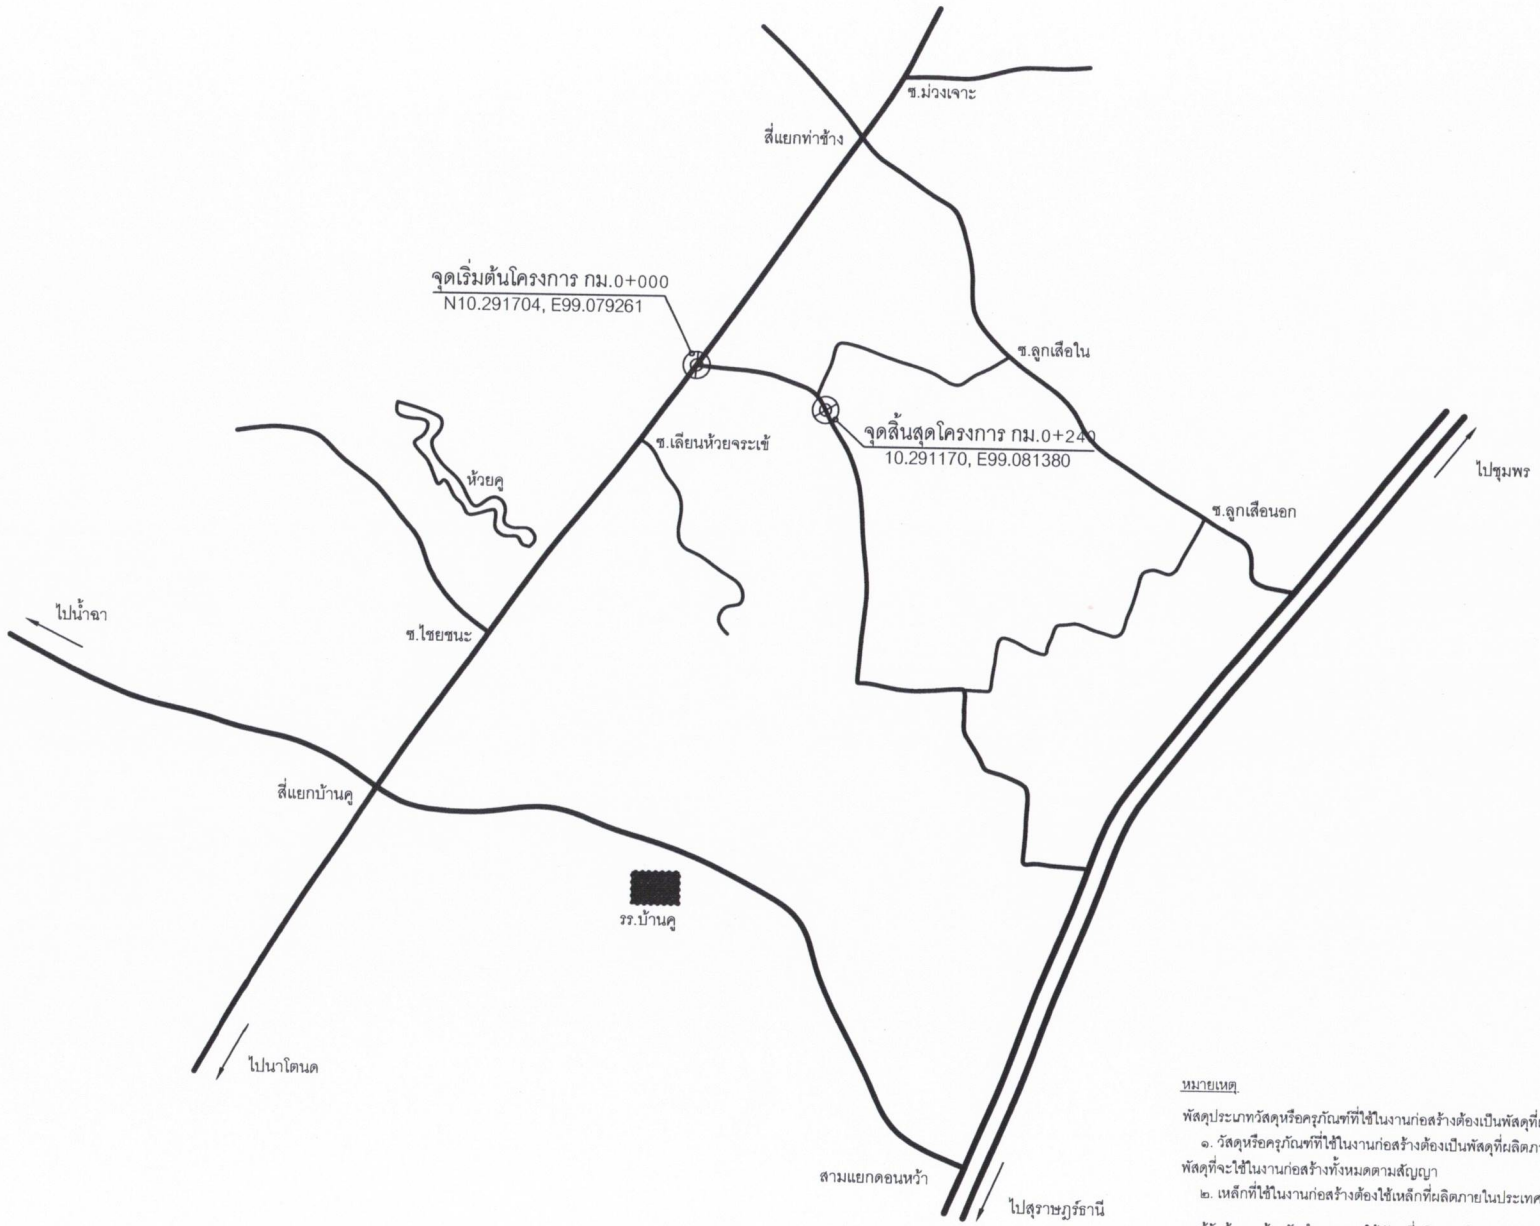 ซ.ม่วงเจาะ
สี่แยกท่าช้าง
จุดเริ่มต้นโครงการ กม.0+000
N10.291704, E99.079261
ซ.ลูกเสือใน
จุดสิ้นสุดโครงการ กม.0+240
10.291170, E99.081380
ซ.เลียบห้วยจระเข้
ห้วยคู
ไปชุมพร
ซ.ลูกเสือนอก
ไปน้ำฉา
ซ.ไชยชนะ
สี่แยกบ้านคู
รร.บ้านคู
ไปนาโตนด
สามแยกดอนหว้า
ไปสุราษฎร์ธานี
หมายเหตุ
พัสดุประเภทวัสดุหรือครุภัณฑ์ที่ใช้ในงานก่อสร้างต้องเป็นพัสดุที่
๑. วัสดุหรือครุภัณฑ์ที่ใช้ในงานก่อสร้างต้องเป็นพัสดุที่ผลิตภา
พัสดุที่จะใช้ในงานก่อสร้างทั้งหมดตามสัญญา
๒. เหล็กที่ใช้ในงานก่อสร้างต้องใช้เหล็กที่ผลิตภายในประเทศ